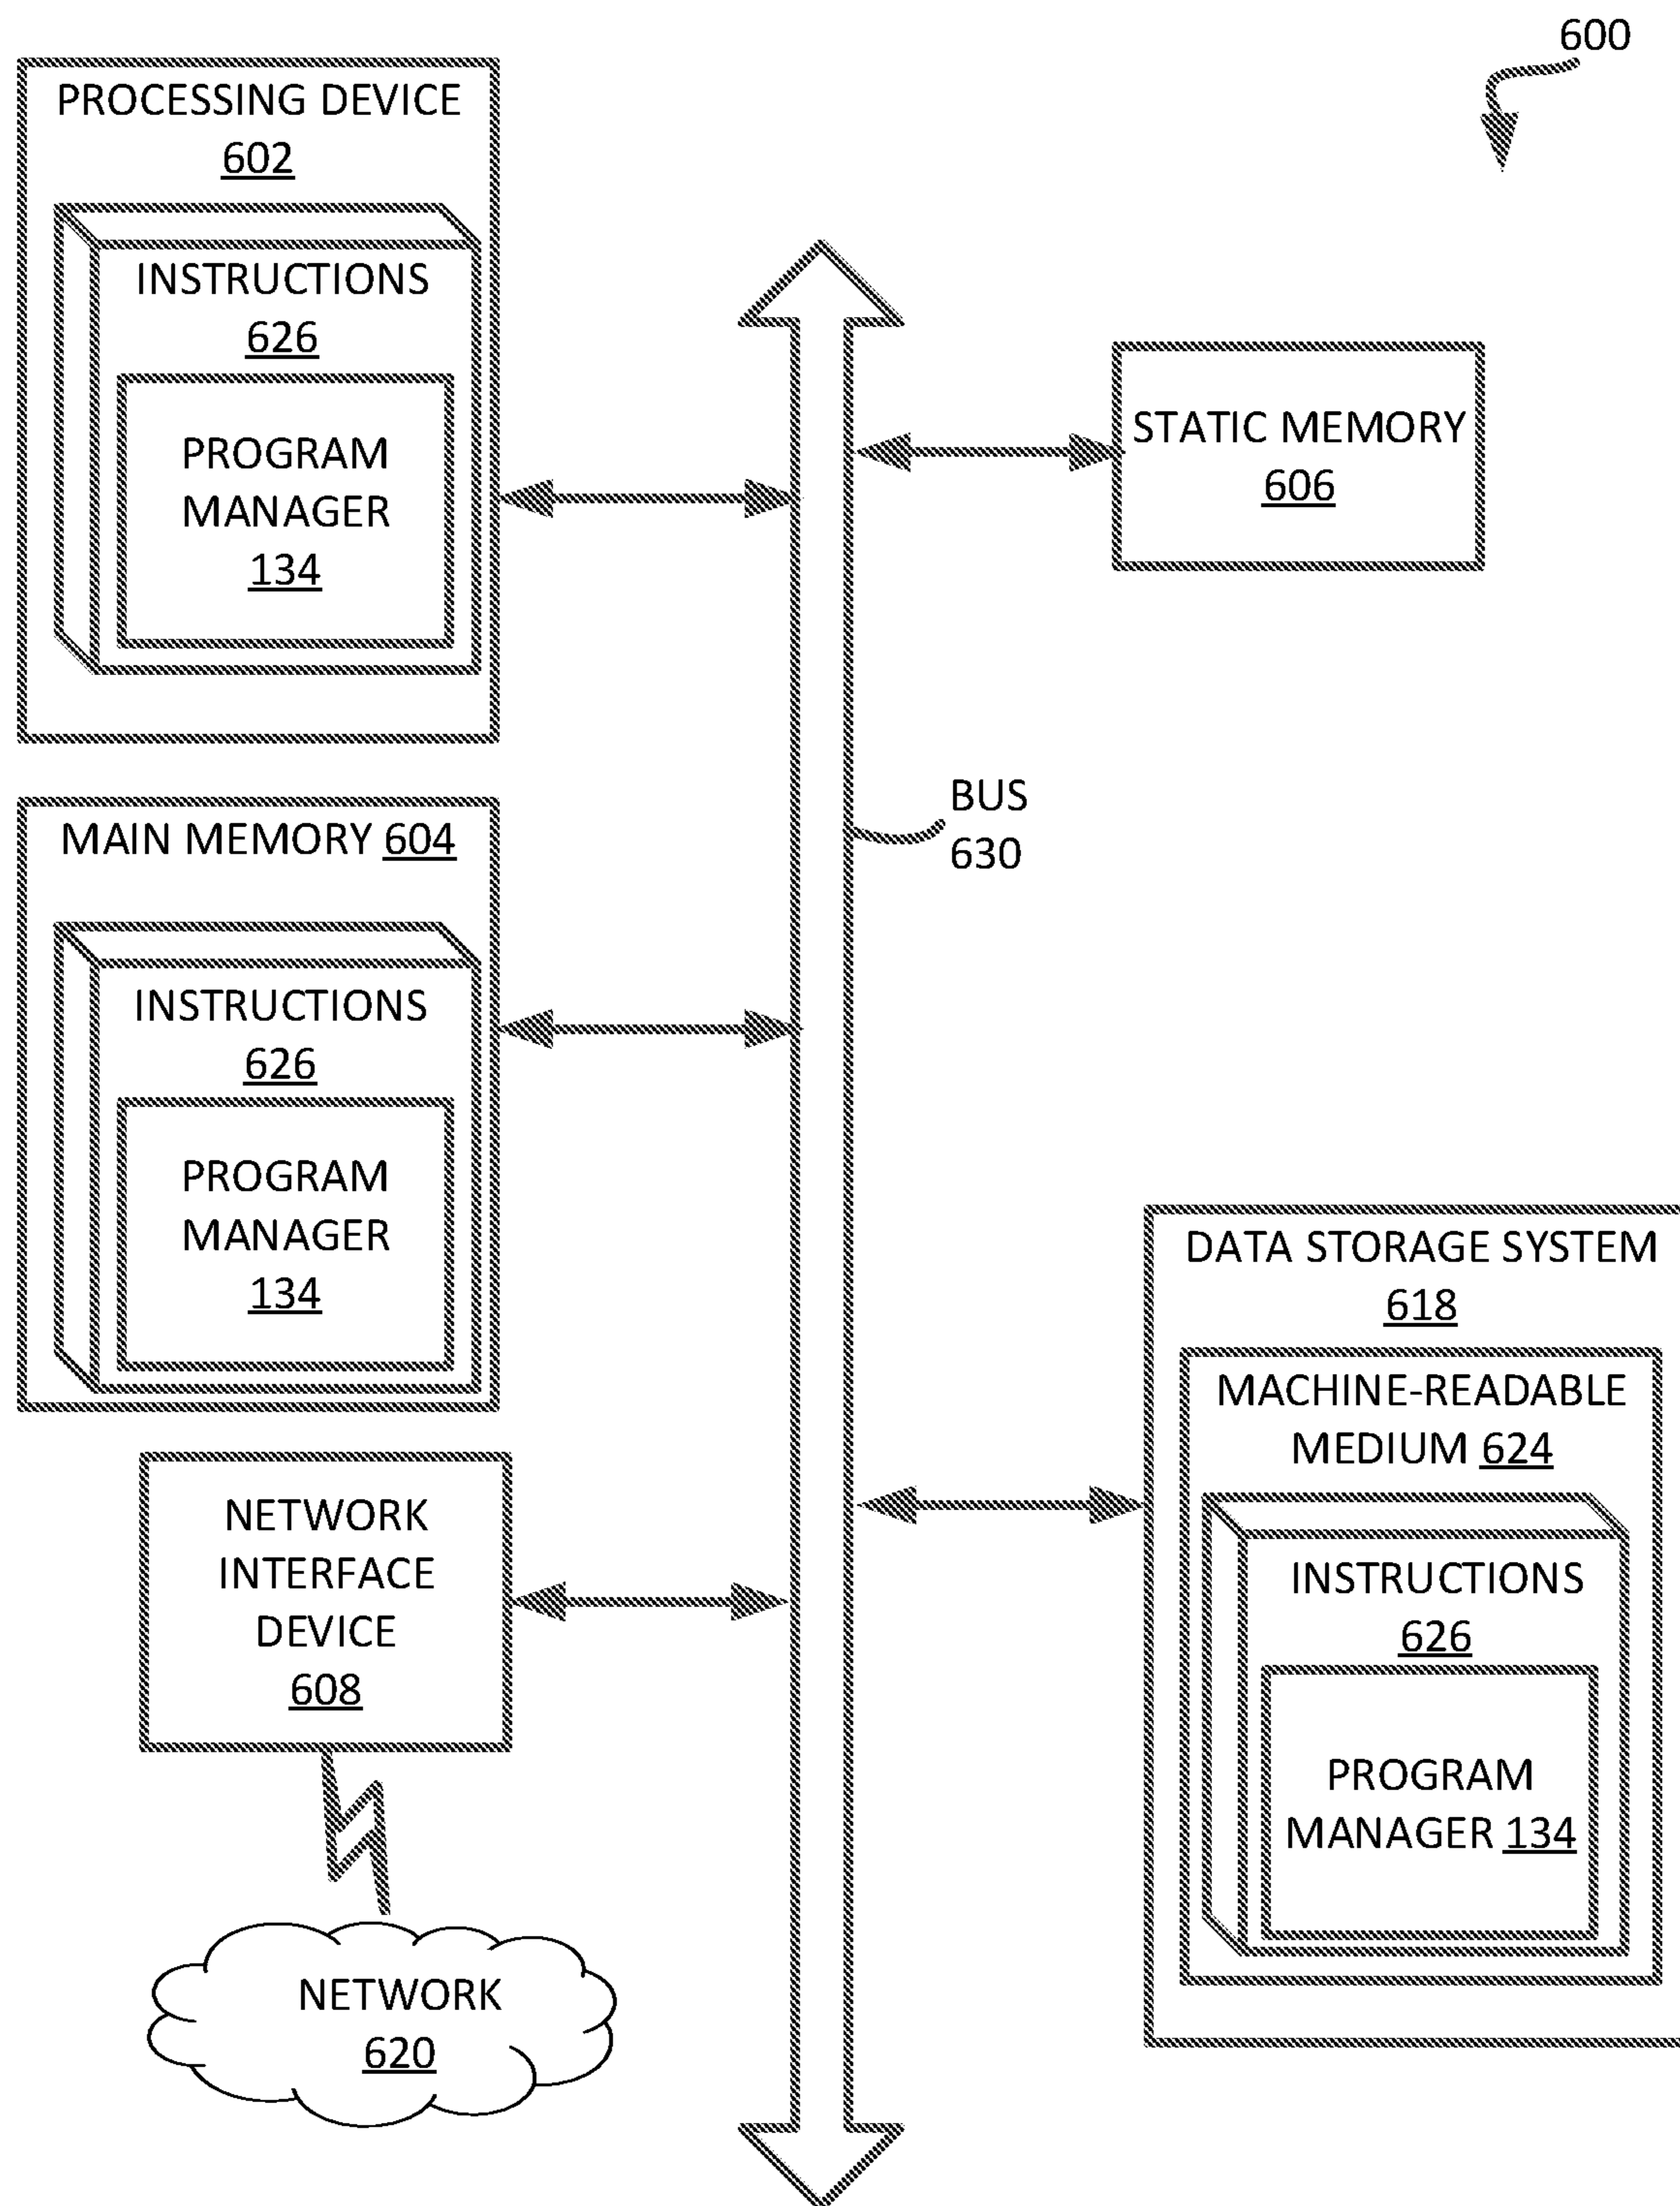 600
PROCESSING DEVICE
602
INSTRUCTIONS
626
PROGRAM
MANAGER
134
STATIC MEMORY
606
BUS
630
MAIN MEMORY 604
INSTRUCTIONS
626
PROGRAM
MANAGER
134
DATA STORAGE SYSTEM
618
MACHINE-READABLE
MEDIUM 624
INSTRUCTIONS
626
PROGRAM
MANAGER 134
NETWORK
INTERFACE
DEVICE
608
NETWORK
620